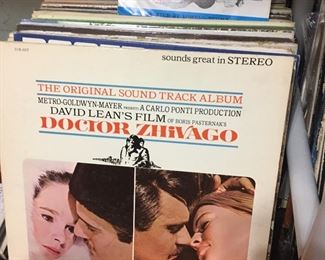 sounds great in STEREO
THE ORIGINAL SOUND TRACK ALBUM
METRO-GOLDWYN-MAYER PRESENTS A CARLO PONTI PRODUCTION
DAVID LEAN'S FILM OF BORIS PASTERNAK'S
DOCTOR ZHIVAGO